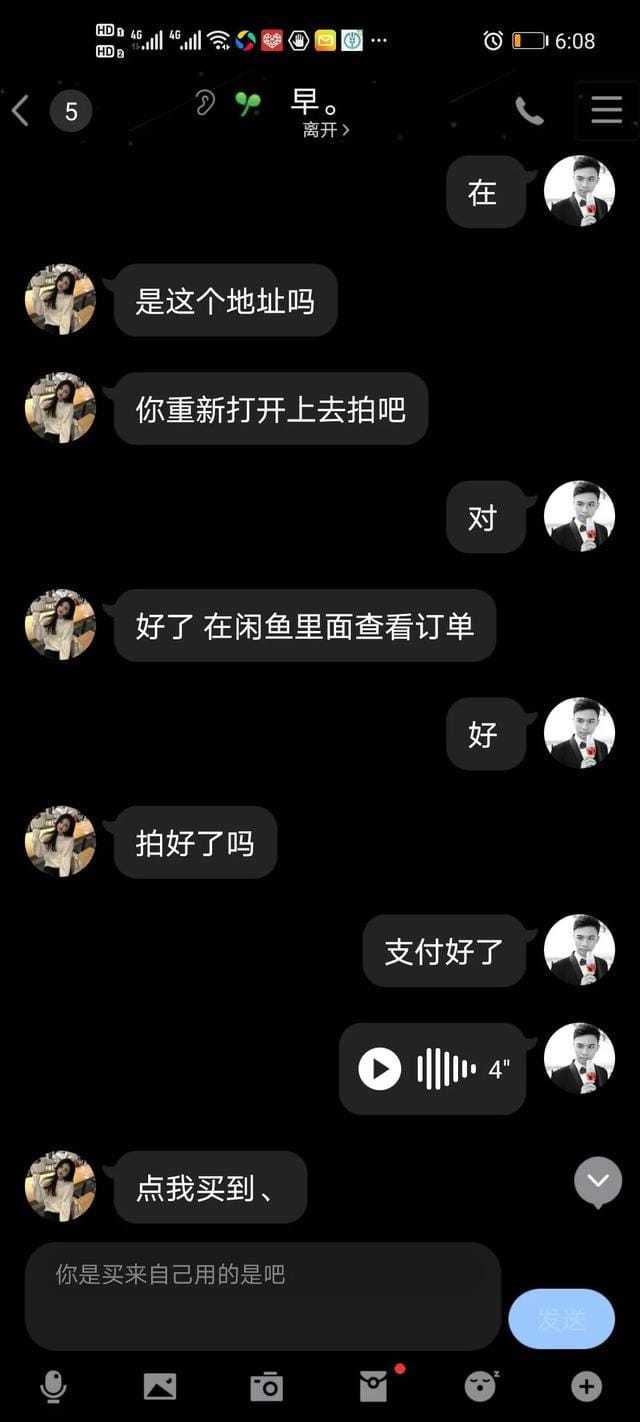 HD 1 4G 4G 6:08
HD 2
5 早。
离开
在
是这个地址吗
你重新打开上去拍吧
对
好了 在闲鱼里面查看订单
好
拍好了吗
支付好了
4"
点我买到、
你是买来自己用的是吧
发送